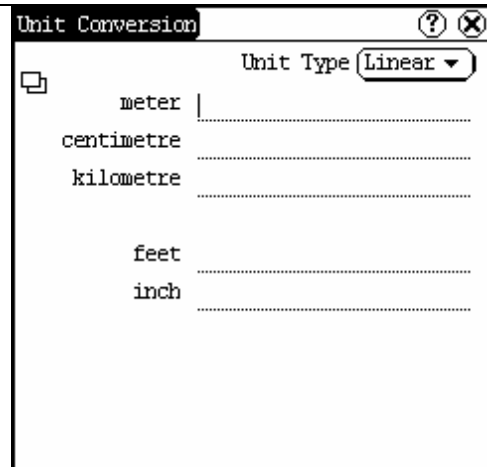 Unit Conversion ?
Unit Type Linear
meter
centimetre
kilometre
feet
inch